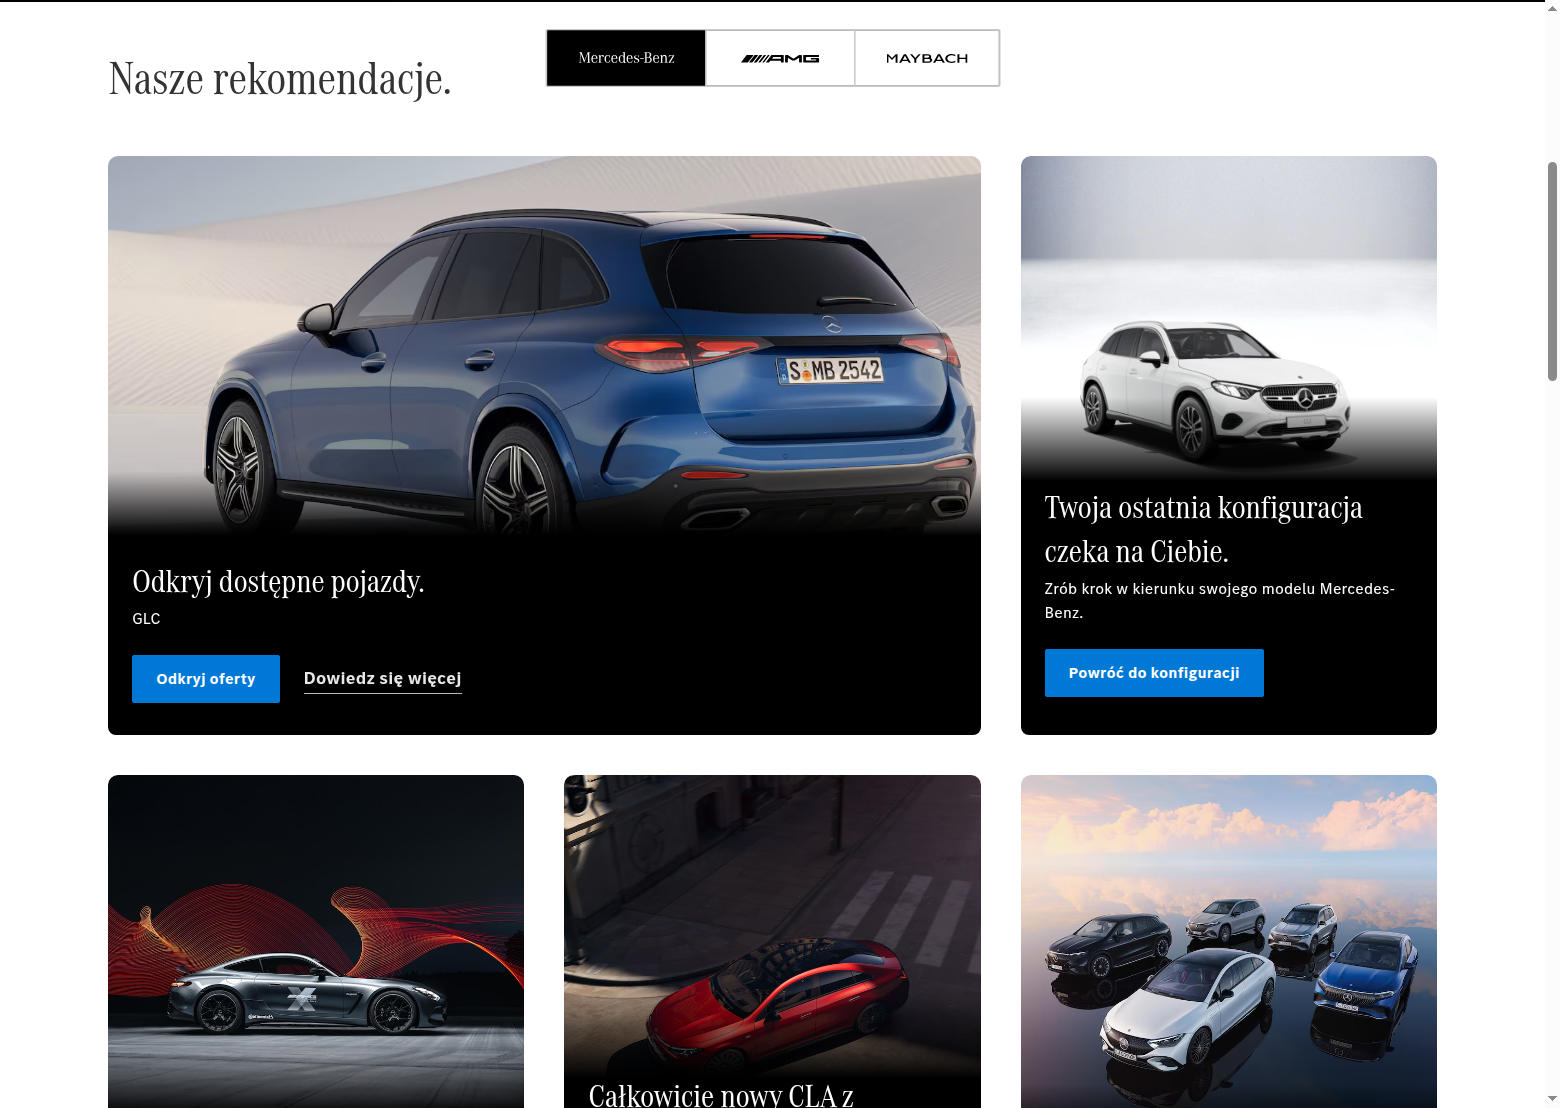 Nasze rekomendacje.
Mercedes-Benz
AMG
MAYBACH
S MB 2542
Odkryj dostępne pojazdy.
GLC
Odkryj oferty
Dowiedz się więcej
Twoja ostatnia konfiguracja
czeka na Ciebie.
Zrób krok w kierunku swojego modelu Mercedes-
Benz.
Powróć do konfiguracji
Całkowicie nowy CLA z